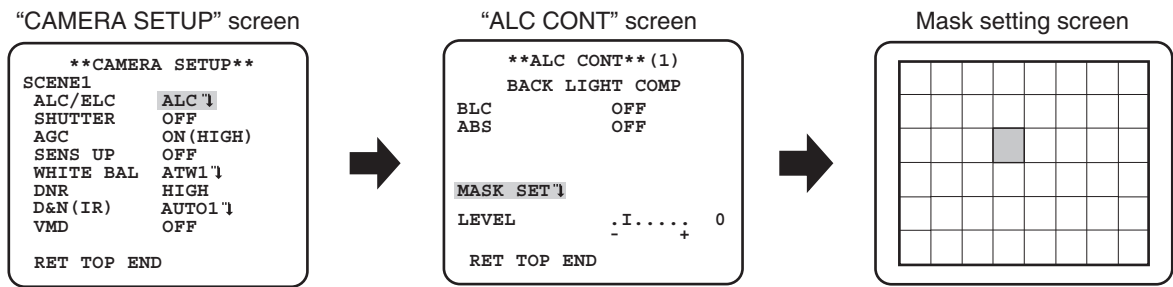 “CAMERA SETUP” screen
**CAMERA SETUP**
SCENE1
ALC/ELC ALC
SHUTTER OFF
AGC ON(HIGH)
SENS UP OFF
WHITE BAL ATW1
DNR HIGH
D&N(IR) AUTO1
VMD OFF
RET TOP END
“ALC CONT” screen
**ALC CONT**(1)
BACK LIGHT COMP
BLC OFF
ABS OFF
MASK SET
LEVEL .I..... 0
- +
RET TOP END
Mask setting screen